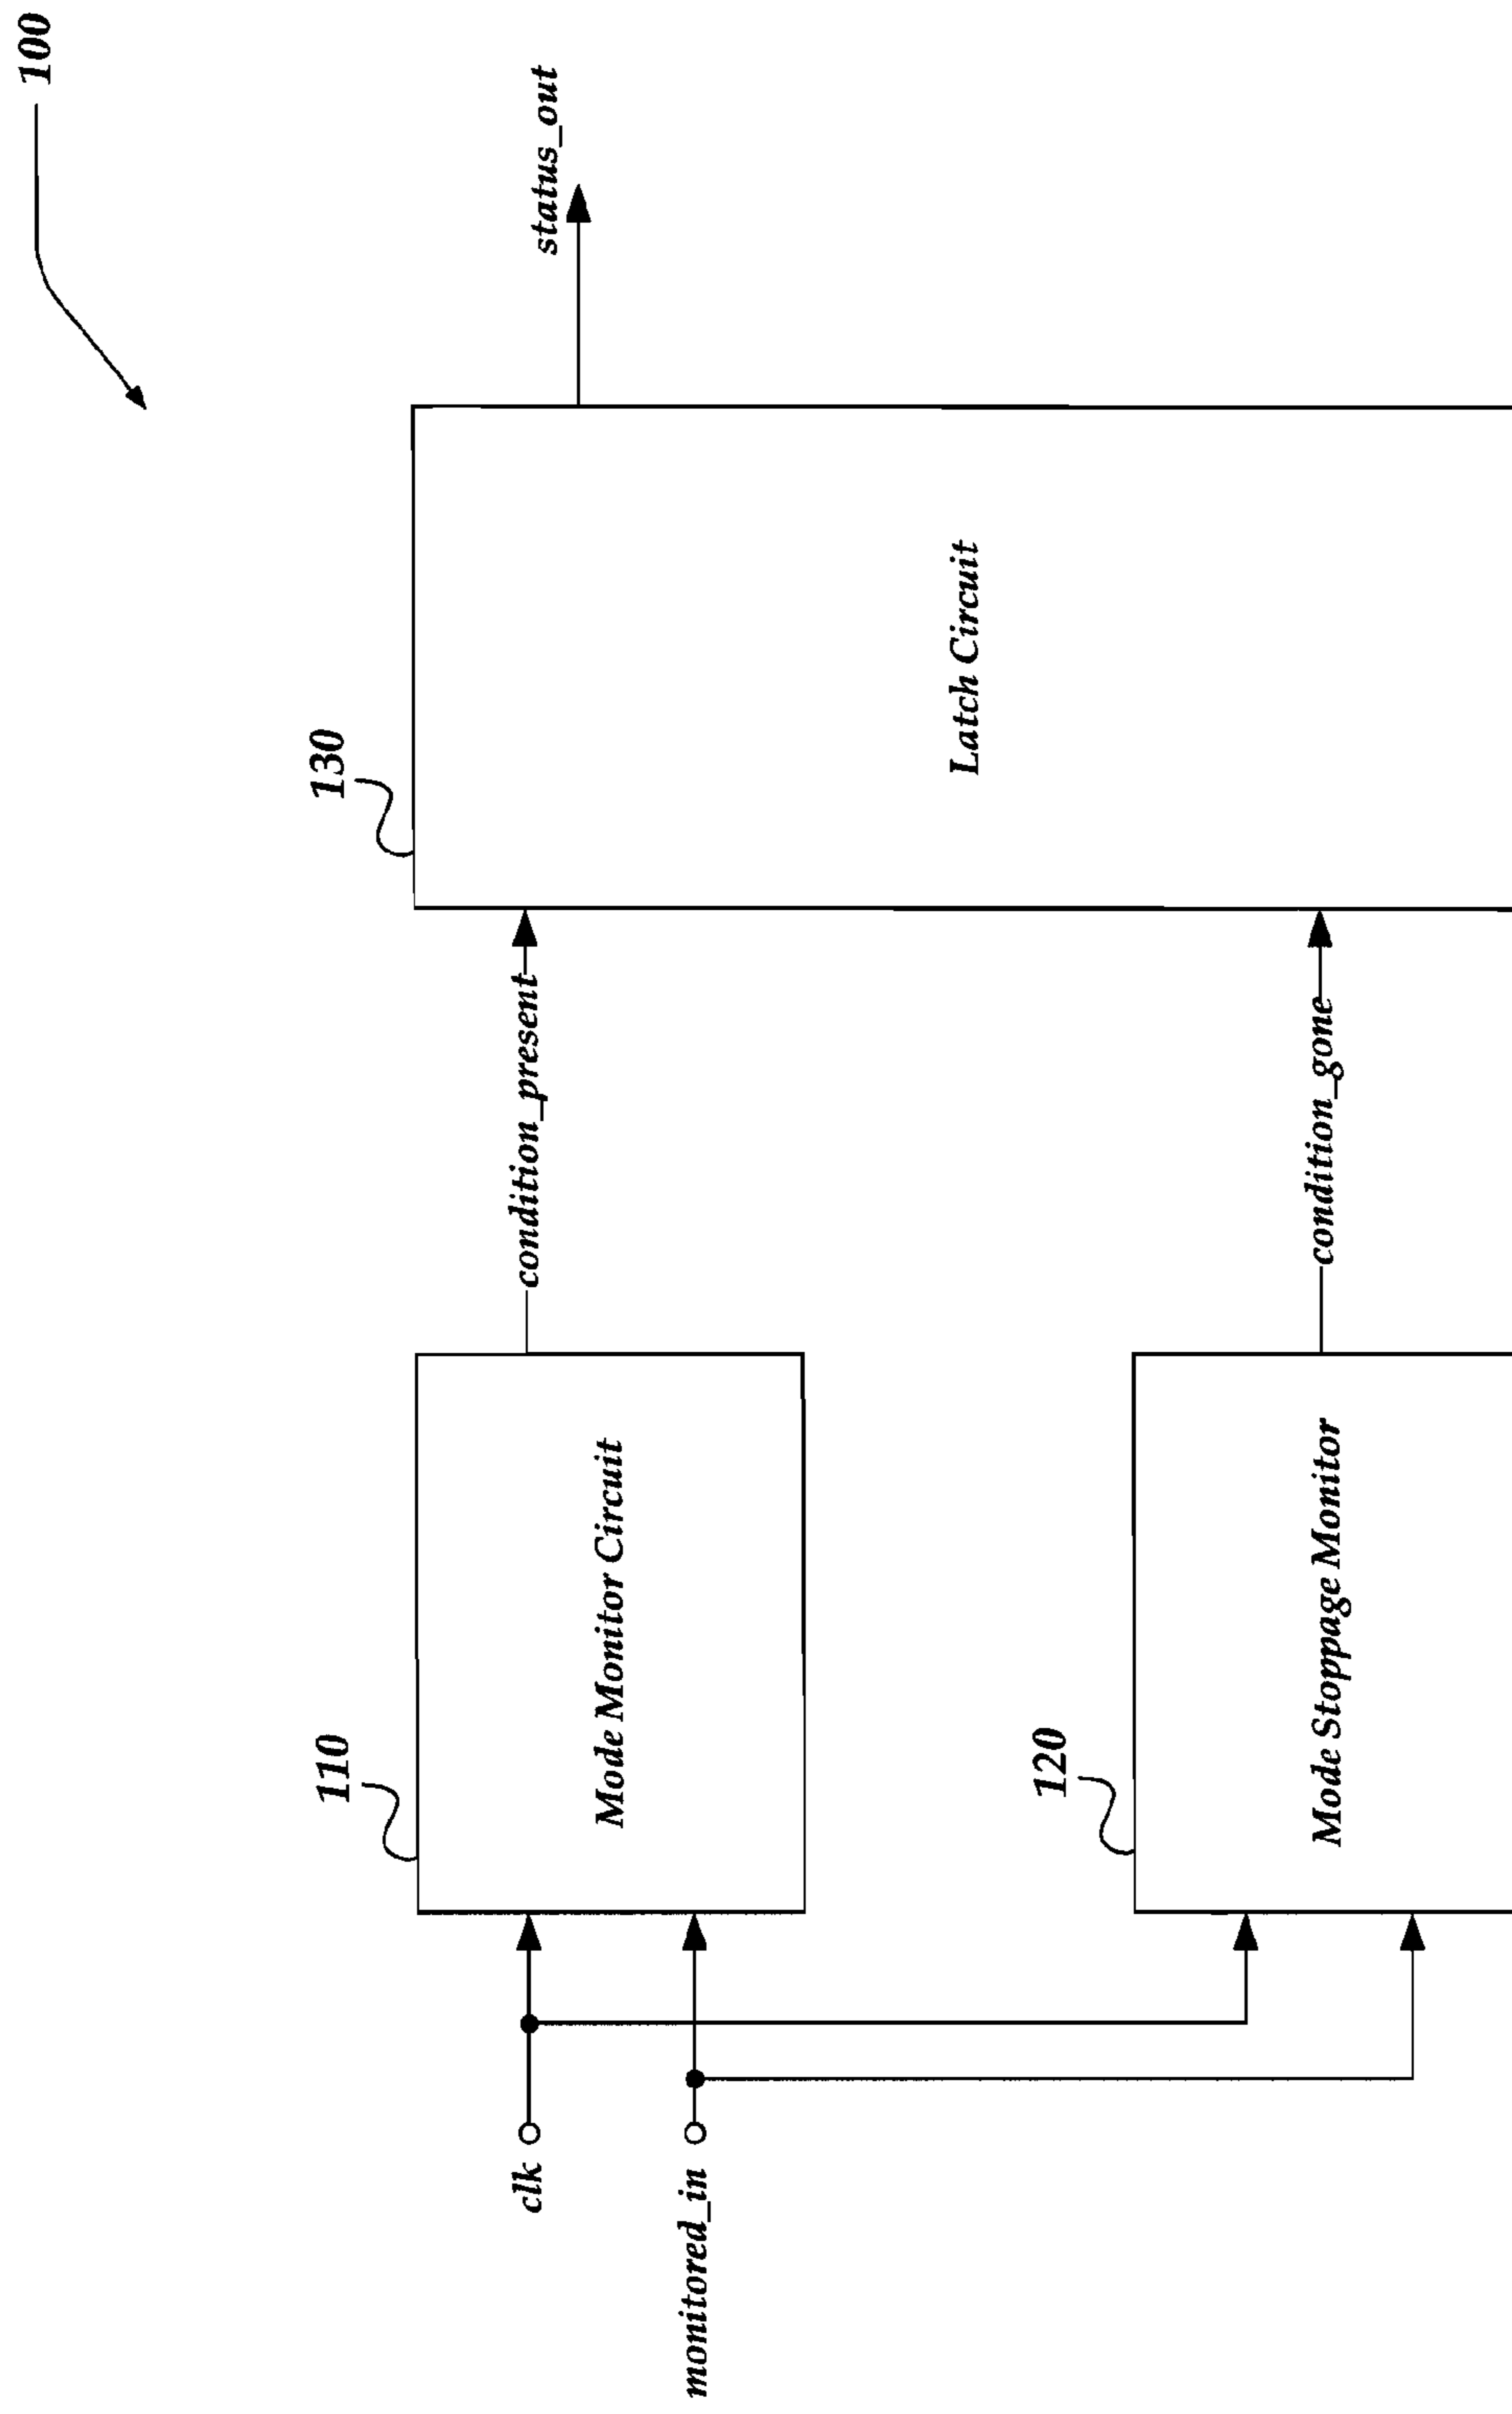 100
130
110
status_out
condition_present
clk
Mode Monitor Circuit
monitored_in
Latch Circuit
120
condition_gone
Mode Stoppage Monitor